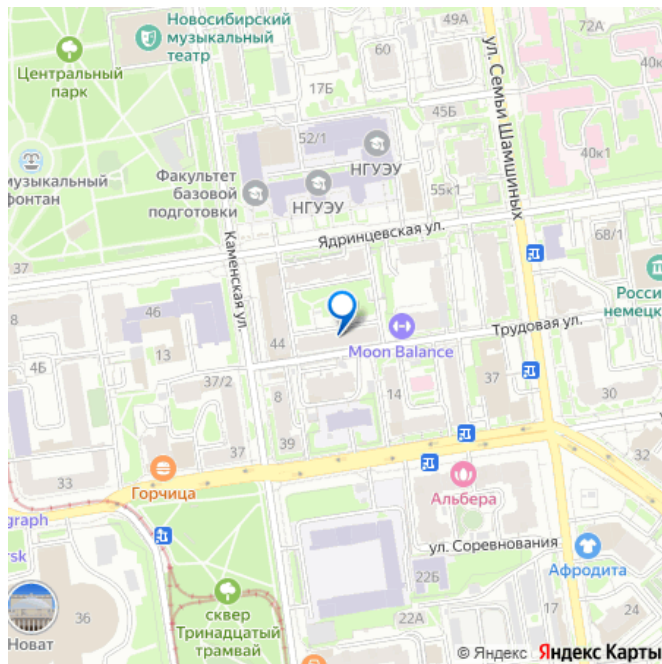 Новосибирский
музыкальный
театр
49А
72А
60
ул. Семьи Шамшиных
Центральный
парк
17Б
45Б
52/1
40к1
НГУЭУ
Факультет
базовой
подготовки
НГУЭУ
55к1
музыкальный
фонтан
Ядринцевская ул.
68/1
37
Каменская ул.
46
8
13
44
Moon Balance
Трудовая ул.
4Б
37/2
8
14
37
30
39
37
33
32
Горчица
Альбера
graph
rsk
ул. Соревнования
22Б
Афродита
36
сквер
Тринадцатый
трамвай
22А
24
Новат
© Яндекс Яндекс Карты